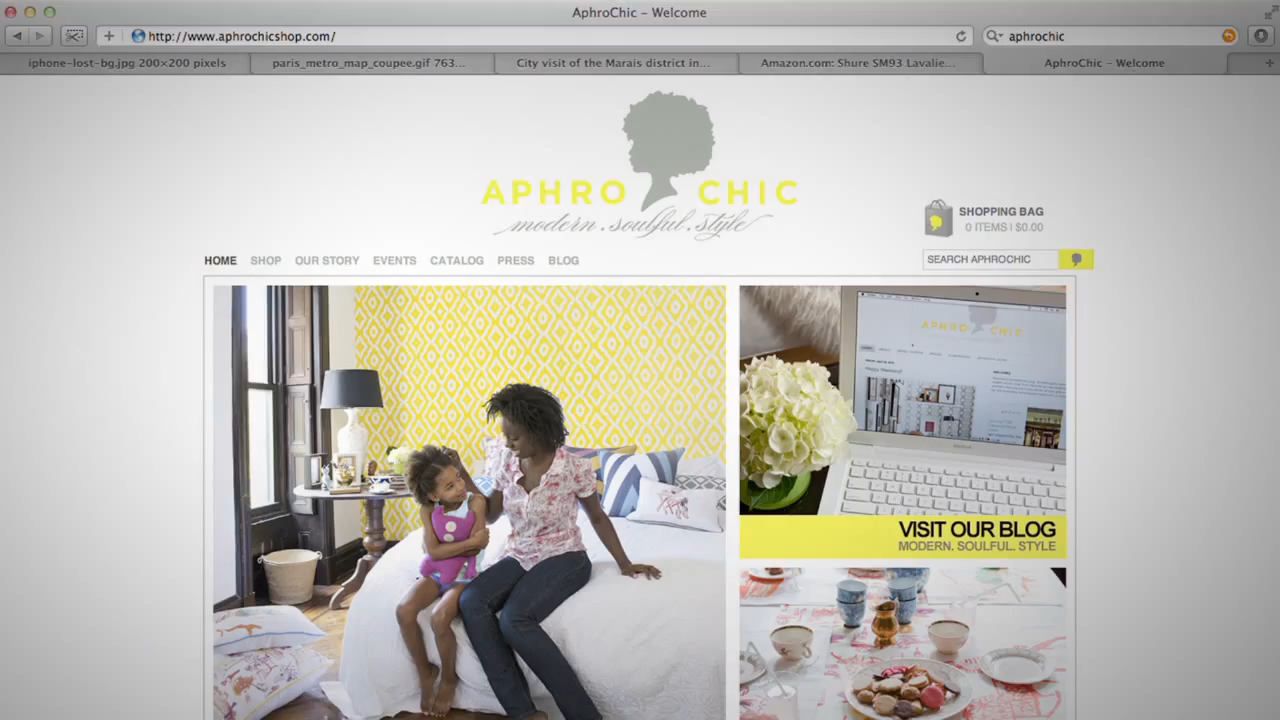 AphroChic – Welcome
http://www.aphrochicshop.com/
aphrochic
iphone-lost-bg.jpg 200×200 pixels
paris_metro_map_coupee.gif 763...
City visit of the Marais district in...
Amazon.com: Shure SM93 Lavalie...
AphroChic – Welcome
APHRO CHIC
modern.soulful.style
SHOPPING BAG
0 ITEMS | $0.00
HOME SHOP OUR STORY EVENTS CATALOG PRESS BLOG
SEARCH APHROCHIC
APHRO CHIC
VISIT OUR BLOG
MODERN. SOULFUL. STYLE